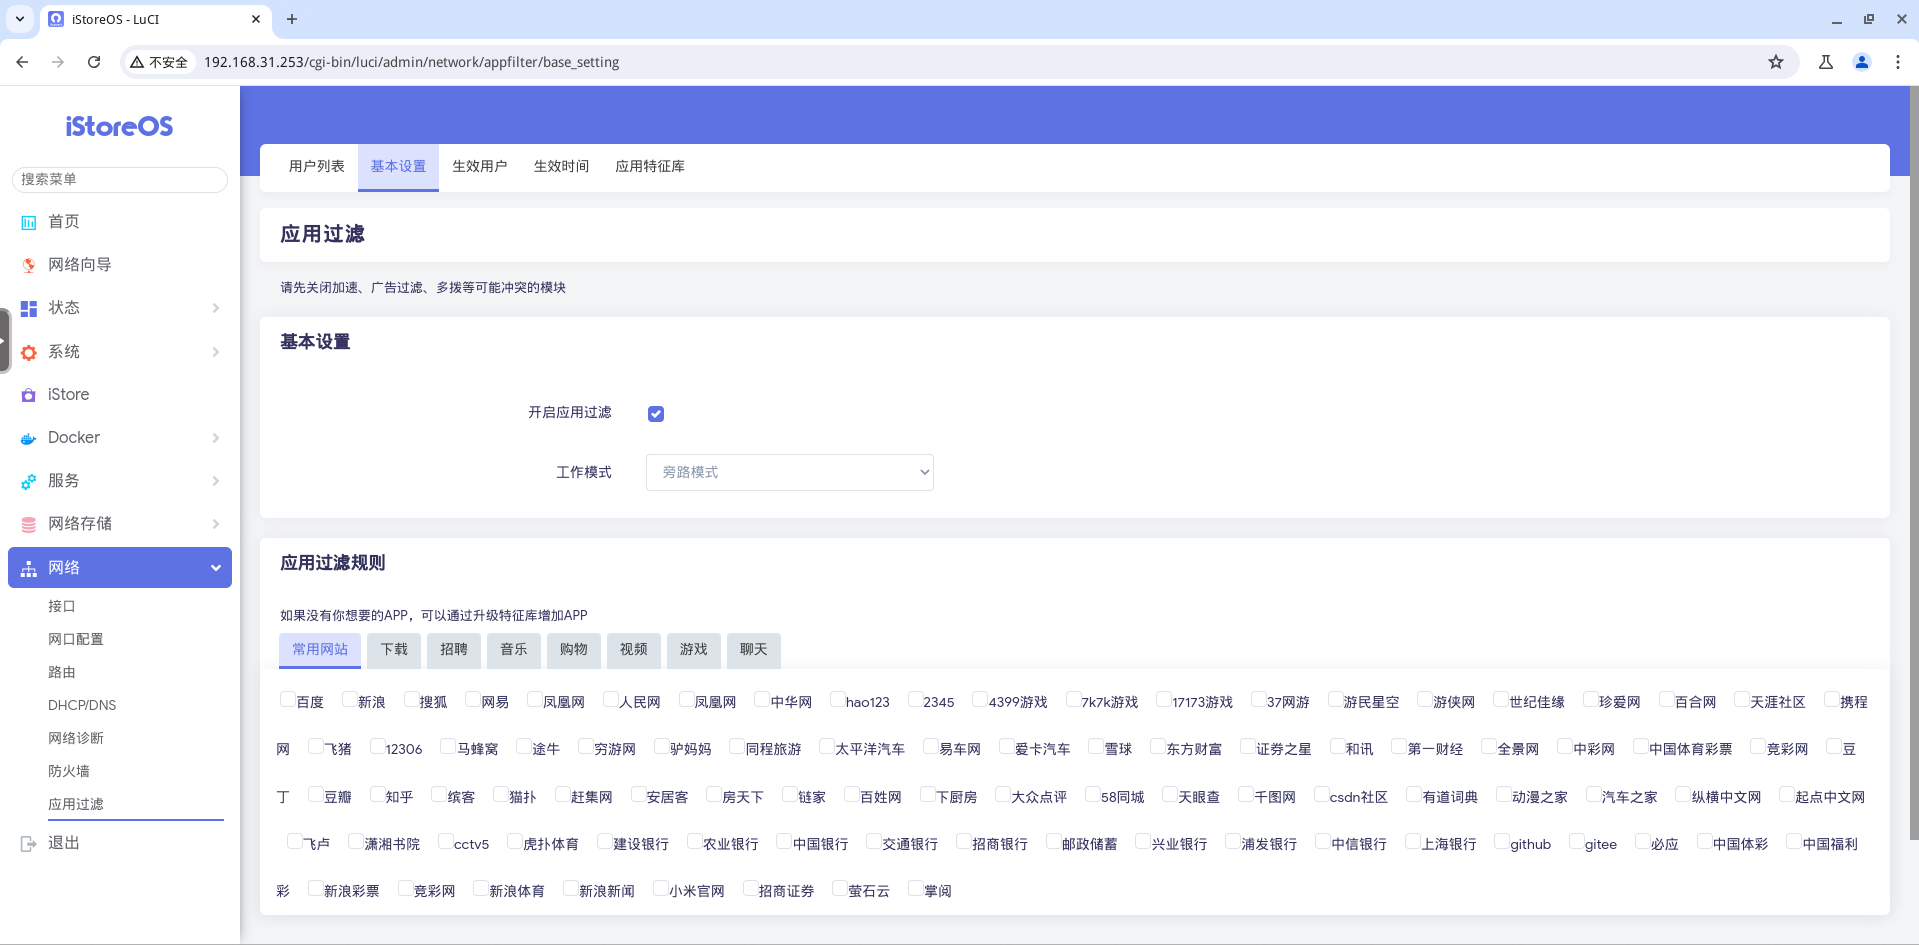 iStoreOS - LuCI
不安全 192.168.31.253/cgi-bin/luci/admin/network/appfilter/base_setting
iStoreOS
搜索菜单
首页
网络向导
状态
系统
iStore
Docker
服务
网络存储
网络
接口
网口配置
路由
DHCP/DNS
网络诊断
防火墙
应用过滤
退出
用户列表 基本设置 生效用户 生效时间 应用特征库
应用过滤
请先关闭加速、广告过滤、多拨等可能冲突的模块
基本设置
开启应用过滤
工作模式 旁路模式
应用过滤规则
如果没有你想要的APP，可以通过升级特征库增加APP
常用网站 下载 招聘 音乐 购物 视频 游戏 聊天
百度 新浪 搜狐 网易 凤凰网 人民网 凤凰网 中华网 hao123 2345 4399游戏 7k7k游戏 17173游戏 37网游 游民星空 游侠网 世纪佳缘 珍爱网 百合网 天涯社区 携程
网 飞猪 12306 马蜂窝 途牛 穷游网 驴妈妈 同程旅游 太平洋汽车 易车网 爱卡汽车 雪球 东方财富 证券之星 和讯 第一财经 全景网 中彩网 中国体育彩票 竞彩网 豆
丁 豆瓣 知乎 缤客 猫扑 赶集网 安居客 房天下 链家 百姓网 下厨房 大众点评 58同城 天眼查 千图网 csdn社区 有道词典 动漫之家 汽车之家 纵横中文网 起点中文网
飞卢 潇湘书院 cctv5 虎扑体育 建设银行 农业银行 中国银行 交通银行 招商银行 邮政储蓄 兴业银行 浦发银行 中信银行 上海银行 github gitee 必应 中国体彩 中国福利
彩 新浪彩票 竞彩网 新浪体育 新浪新闻 小米官网 招商证券 萤石云 掌阅